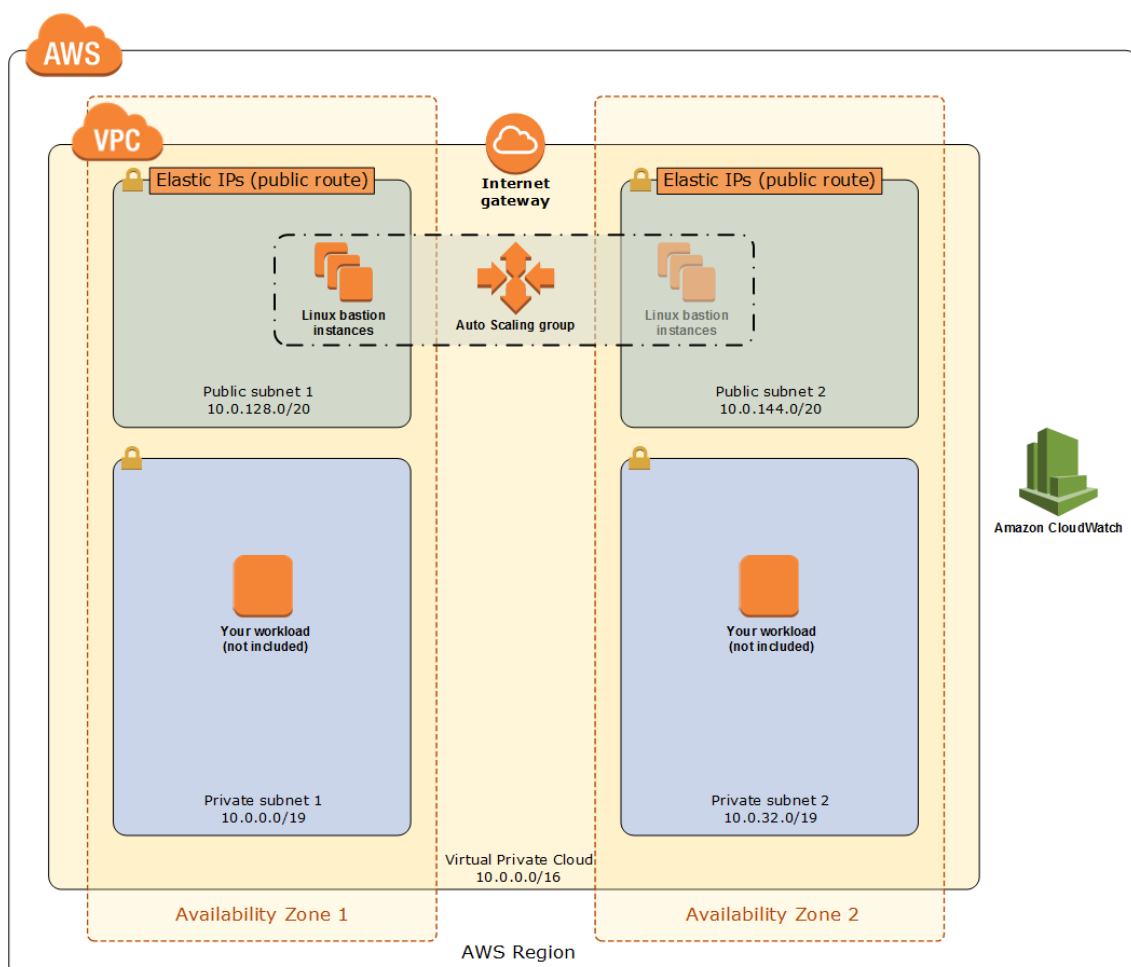 AWS
VPC
Internet
gateway
Elastic IPs (public route)
Elastic IPs (public route)
Linux bastion
instances
Auto Scaling group
Linux bastion
instances
Public subnet 1
10.0.128.0/20
Public subnet 2
10.0.144.0/20
Amazon CloudWatch
Your workload
(not included)
Your workload
(not included)
Private subnet 1
10.0.0.0/19
Private subnet 2
10.0.32.0/19
Virtual Private Cloud
10.0.0.0/16
Availability Zone 1
Availability Zone 2
AWS Region